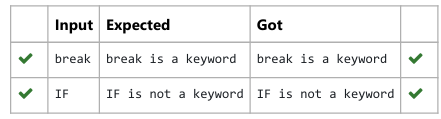 Input Expected Got
break break is a keyword break is a keyword
IF IF is not a keyword IF is not a keyword